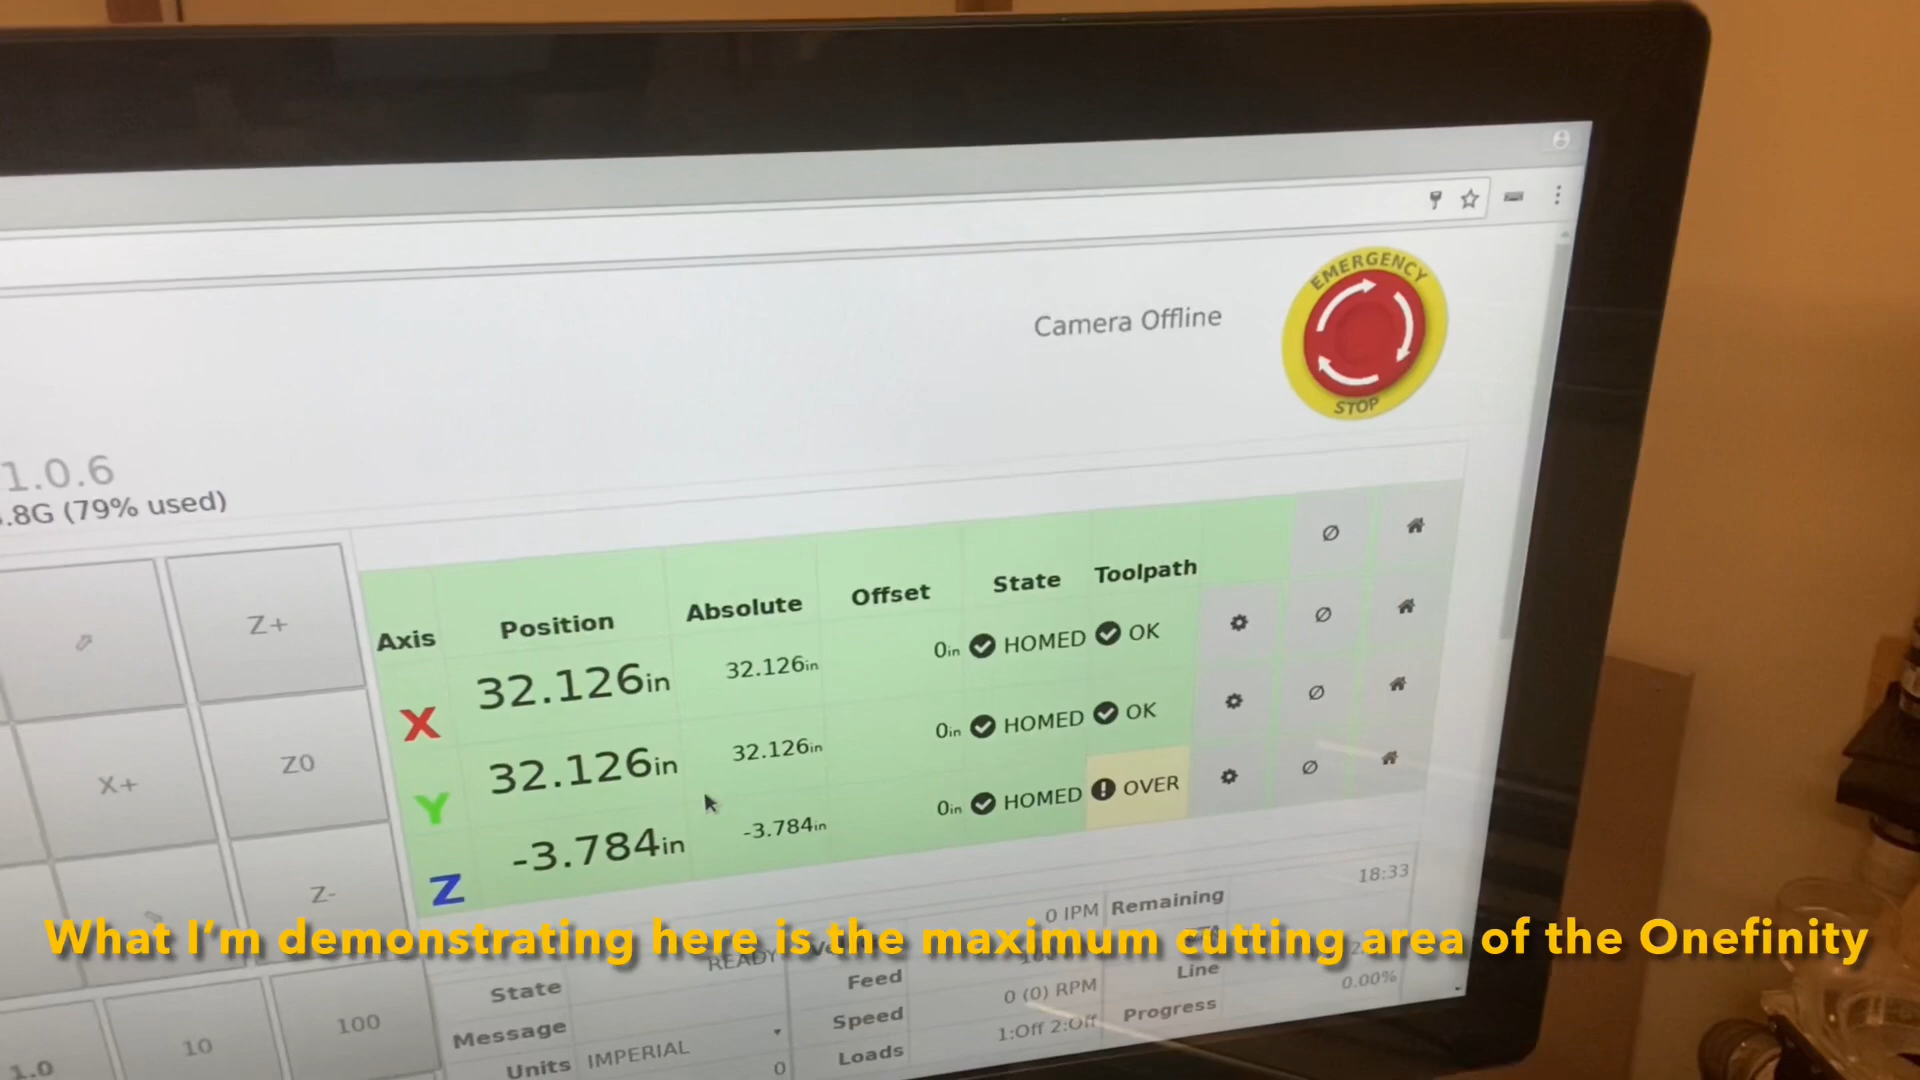 EMERGENCY
STOP
Camera Offline
1.0.6
.8G (79% used)
Axis Position Absolute Offset State Toolpath
X 32.126in 32.126in 0in HOMED OK
Y 32.126in 32.126in 0in HOMED OK
Z -3.784in -3.784in 0in HOMED OVER
Z+
X+ Z0
Z-
1.0 10 100
State READY
Message
Units IMPERIAL
0
0 IPM
Feed
Speed 0 (0) RPM
Loads 1:Off 2:Off
Remaining 18:33
Line
Progress 0.00%
What I'm demonstrating here is the maximum cutting area of the Onefinity